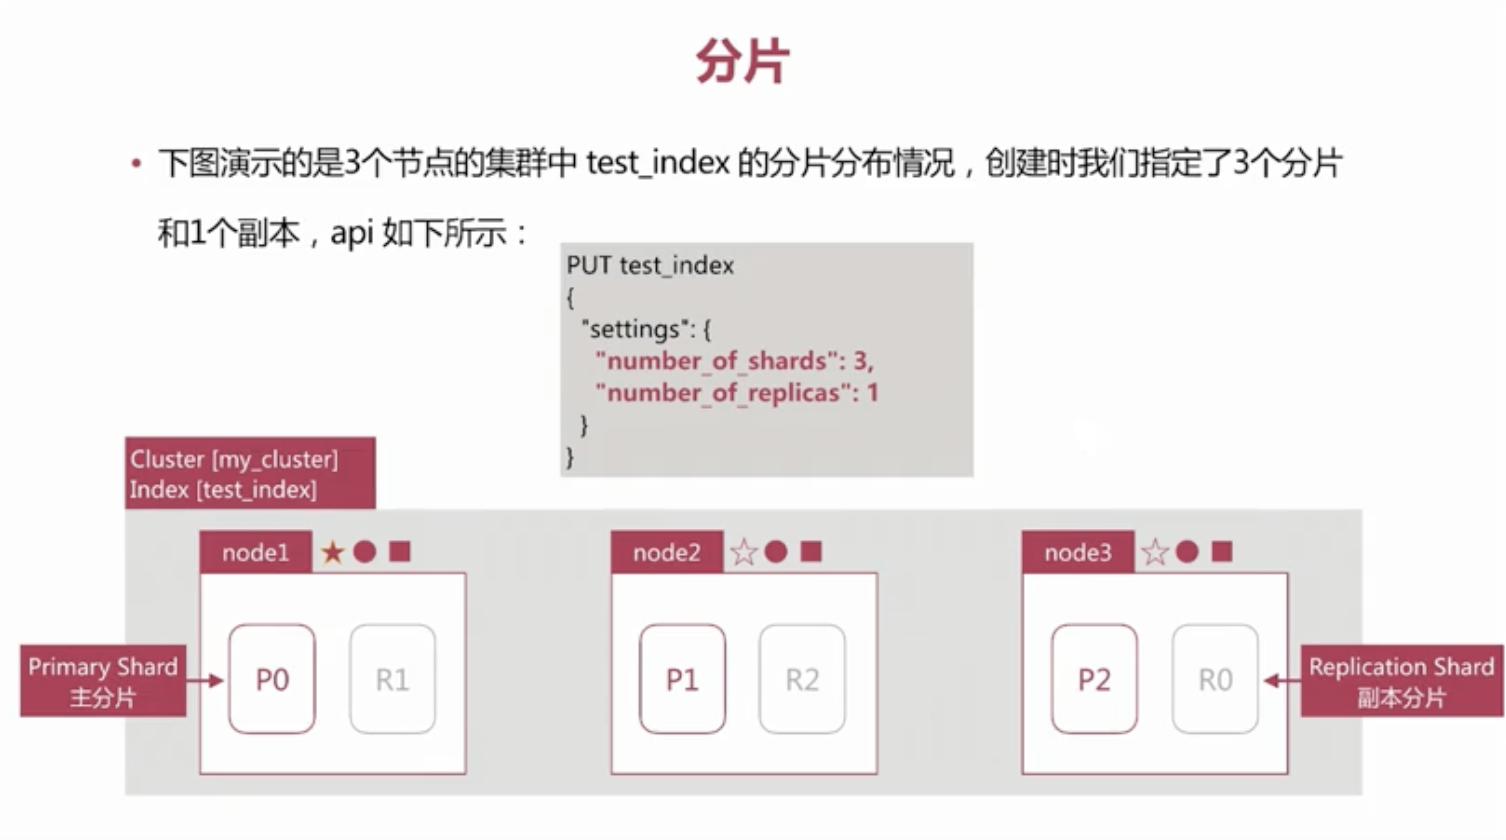 分片
• 下图演示的是3个节点的集群中 test_index 的分片分布情况，创建时我们指定了3个分片
和1个副本，api 如下所示：
PUT test_index
{
"settings": {
"number_of_shards": 3,
"number_of_replicas": 1
}
}
Cluster [my_cluster]
Index [test_index]
node1
node2
node3
Primary Shard
主分片
P0
R1
P1
R2
P2
R0
Replication Shard
副本分片